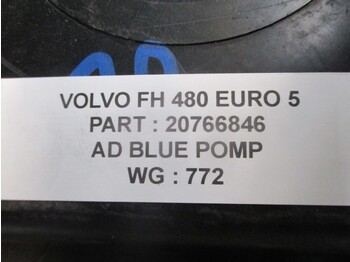 VOLVO FH 480 EURO 5
PART : 20766846
AD BLUE POMP
WG : 772